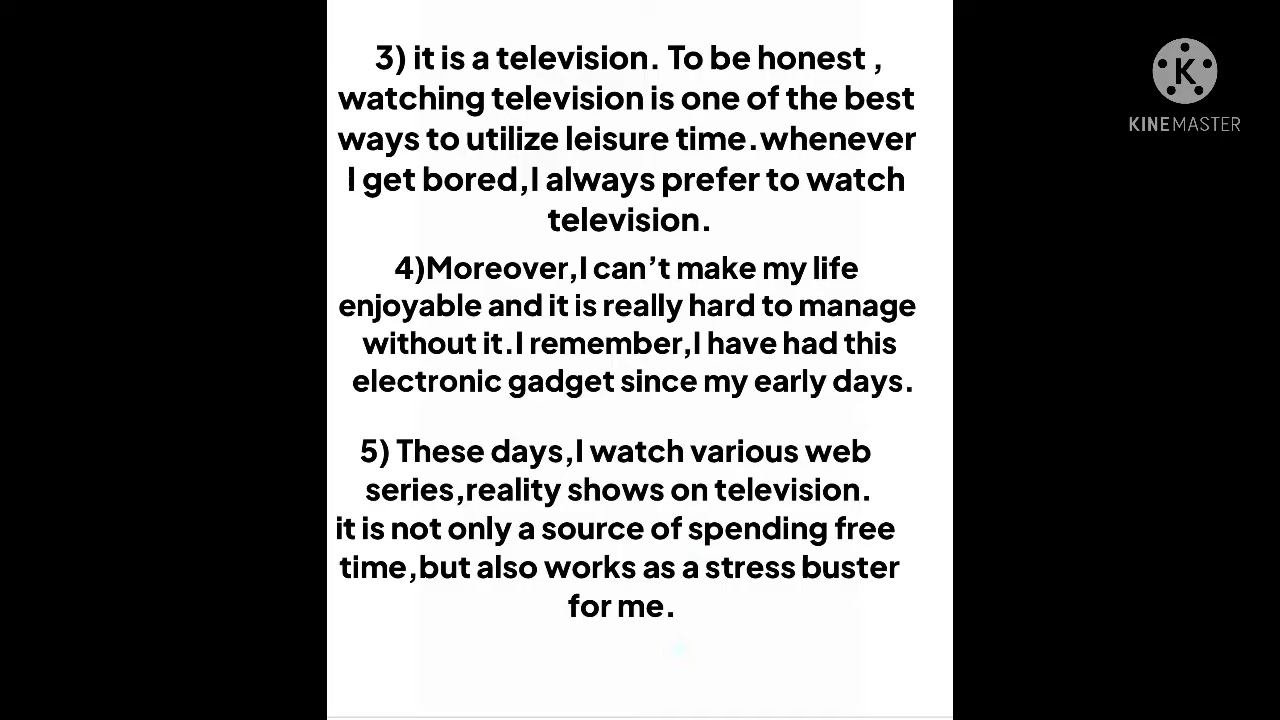 3) it is a television. To be honest ,
watching television is one of the best
ways to utilize leisure time.whenever
I get bored,I always prefer to watch
television.
4)Moreover,I can’t make my life
enjoyable and it is really hard to manage
without it.I remember,I have had this
electronic gadget since my early days.
5) These days,I watch various web
series,reality shows on television.
it is not only a source of spending free
time,but also works as a stress buster
for me.
K
KINEMASTER